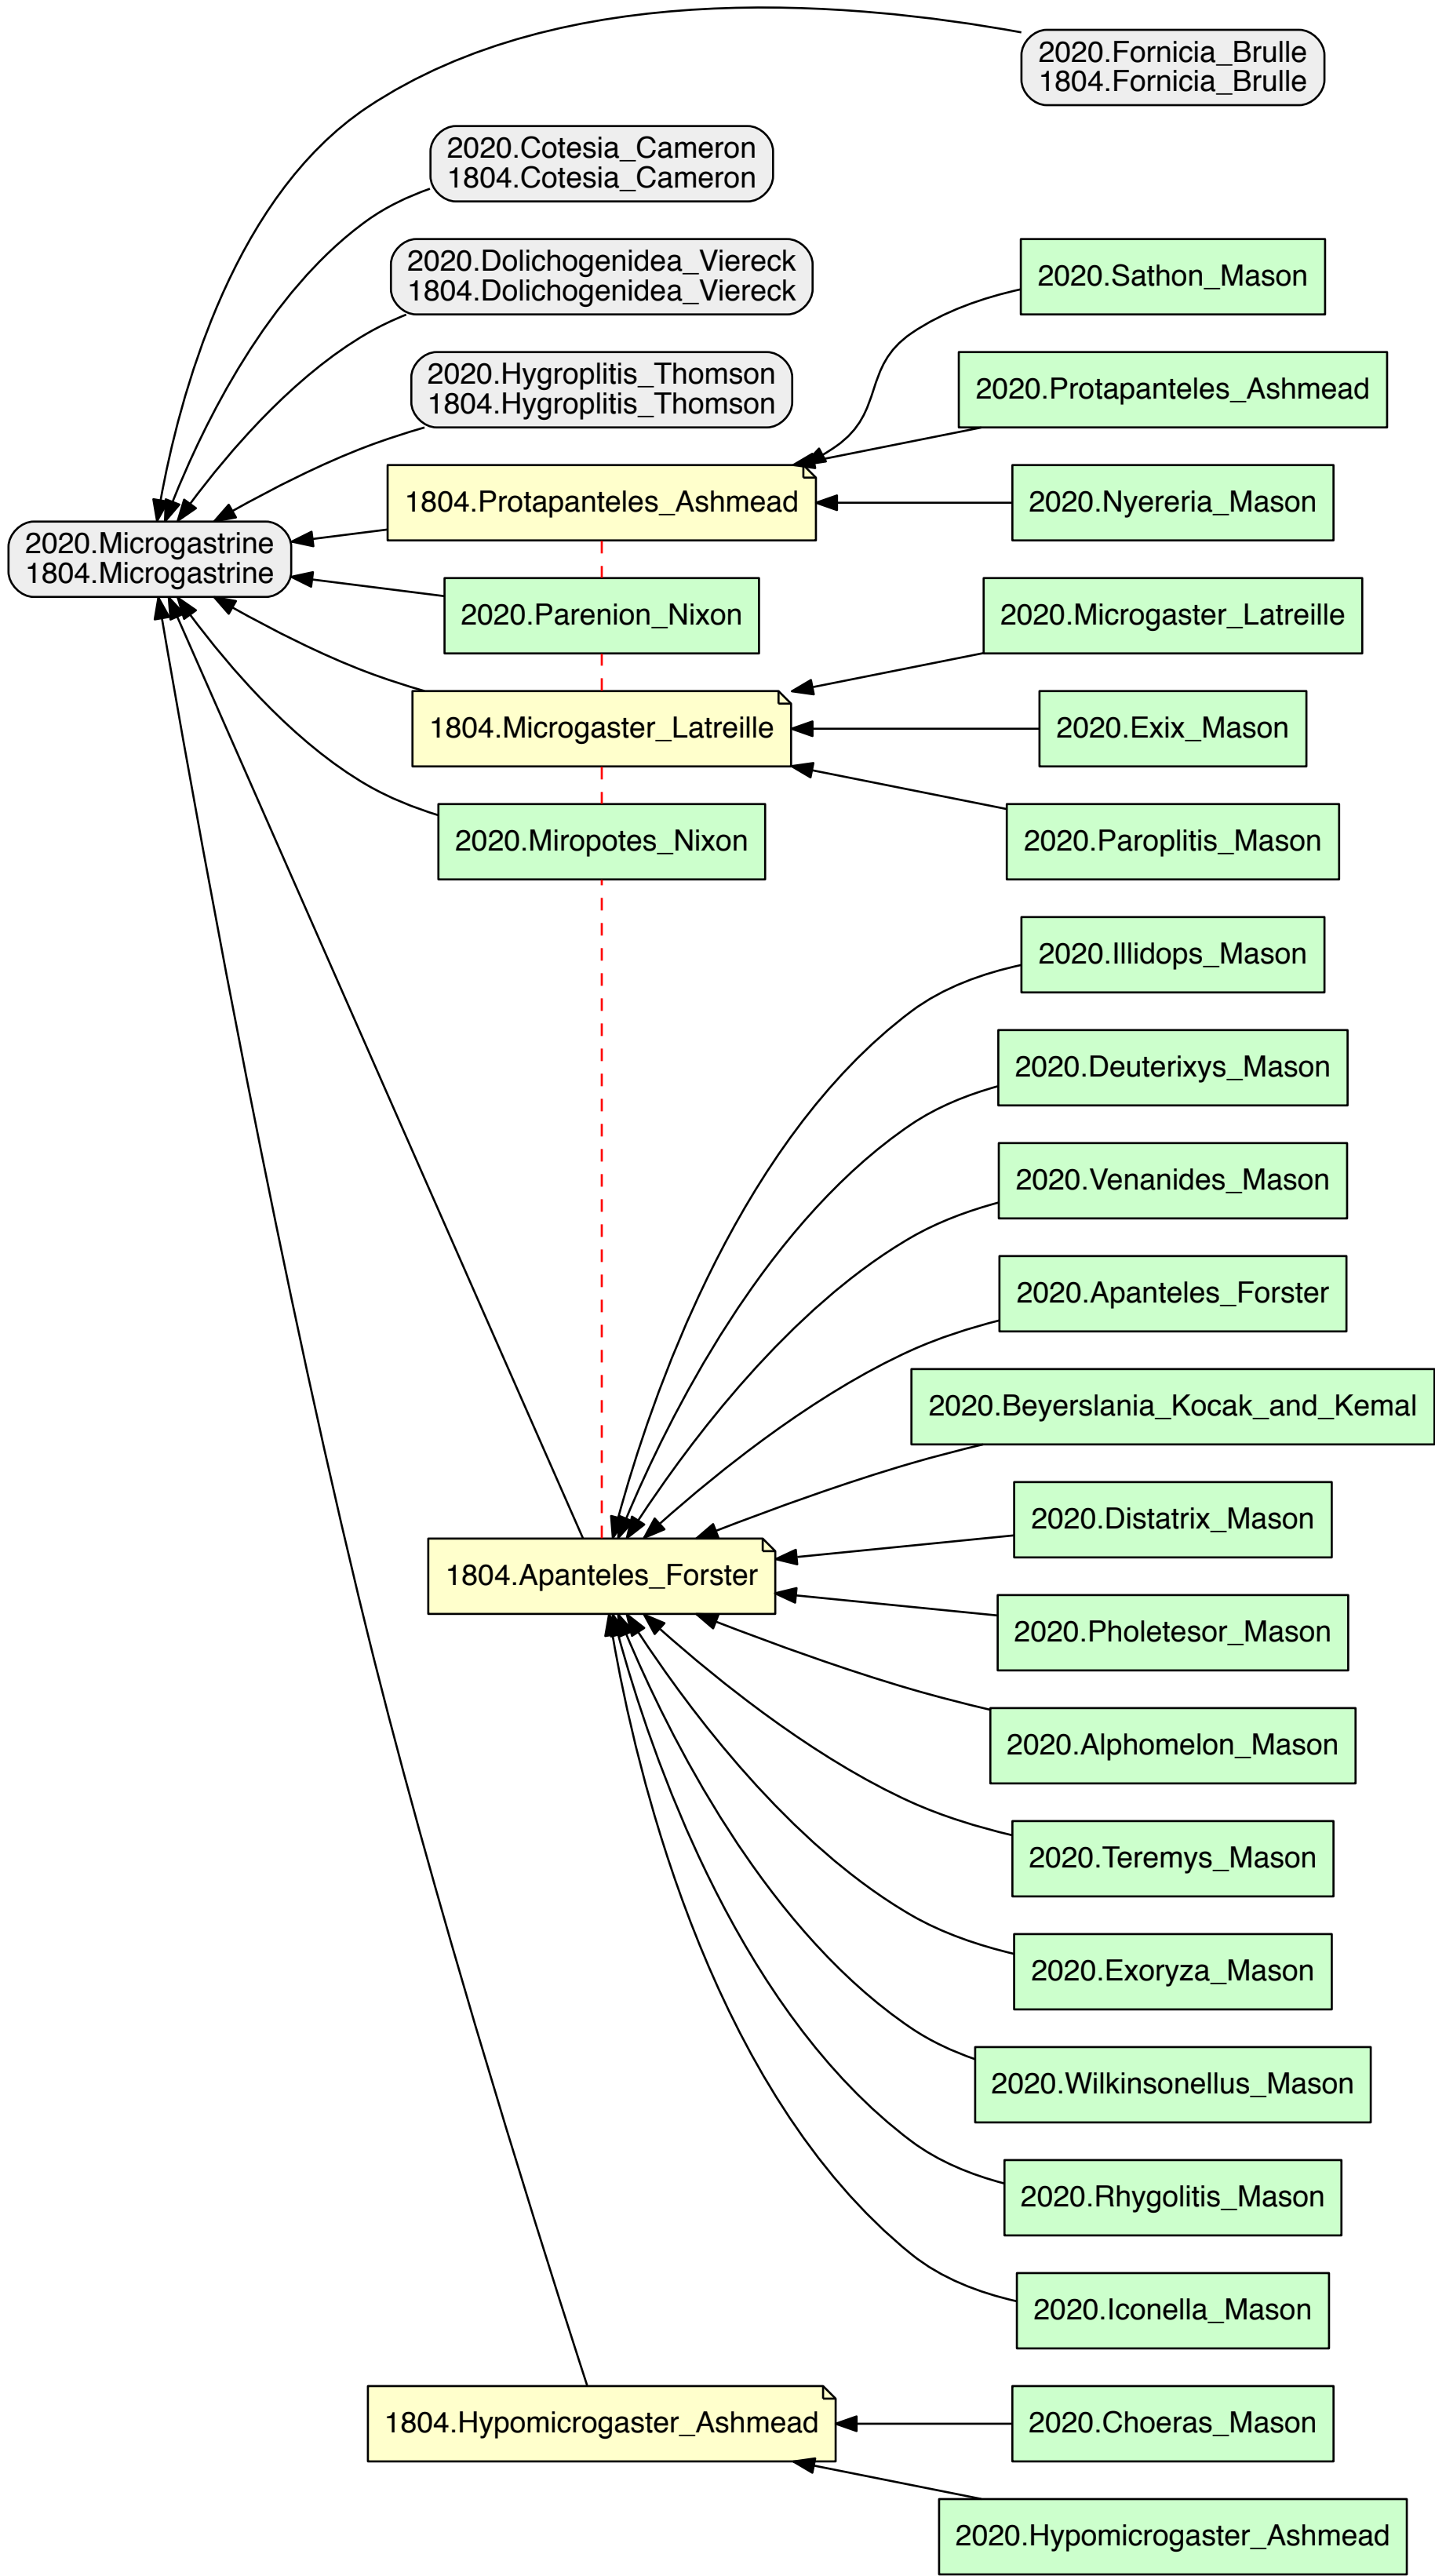 2020.Fornicia_Brulle
1804.Fornicia_Brulle
2020.Cotesia_Cameron
1804.Cotesia_Cameron
2020.Dolichogenidea_Viereck
1804.Dolichogenidea_Viereck
2020.Sathon_Mason
2020.Hygroplitis_Thomson
1804.Hygroplitis_Thomson
2020.Protapanteles_Ashmead
1804.Protapanteles_Ashmead
2020.Nyereria_Mason
2020.Microgastrine
1804.Microgastrine
2020.Parenion_Nixon
2020.Microgaster_Latreille
1804.Microgaster_Latreille
2020.Exix_Mason
2020.Miropotes_Nixon
2020.Paroplitis_Mason
2020.Illidops_Mason
2020.Deuterixys_Mason
2020.Venanides_Mason
2020.Apanteles_Forster
2020.Beyerslania_Kocak_and_Kemal
2020.Distatrix_Mason
1804.Apanteles_Forster
2020.Pholetesor_Mason
2020.Alphomelon_Mason
2020.Teremys_Mason
2020.Exoryza_Mason
2020.Wilkinsonellus_Mason
2020.Rhygolitis_Mason
2020.Iconella_Mason
1804.Hypomicrogaster_Ashmead
2020.Choeras_Mason
2020.Hypomicrogaster_Ashmead